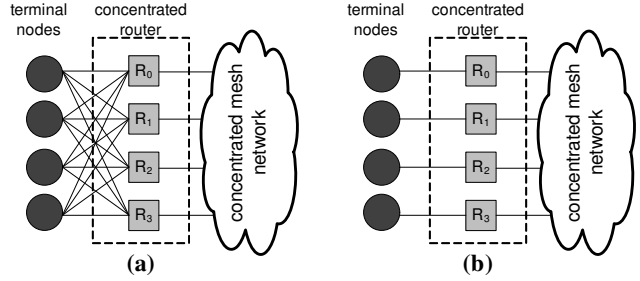 terminal
nodes
concentrated
router
R0
R1
R2
R3
concentrated mesh
network
(a)
terminal
nodes
concentrated
router
R0
R1
R2
R3
concentrated mesh
network
(b)